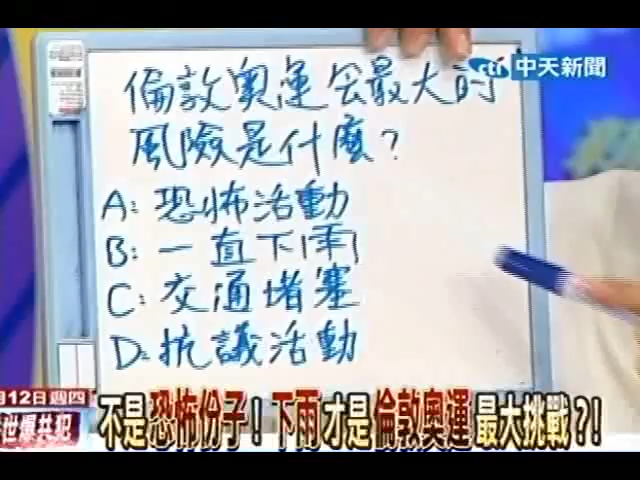 cti 中天新聞
倫敦奧運会最大的
風險是什麼?
A: 恐怖活動
B: 一直下雨
C: 交通堵塞
D: 抗議活動
月12日週四
世爆共犯
不是恐怖份子!下雨才是倫敦奧運最大挑戰?!